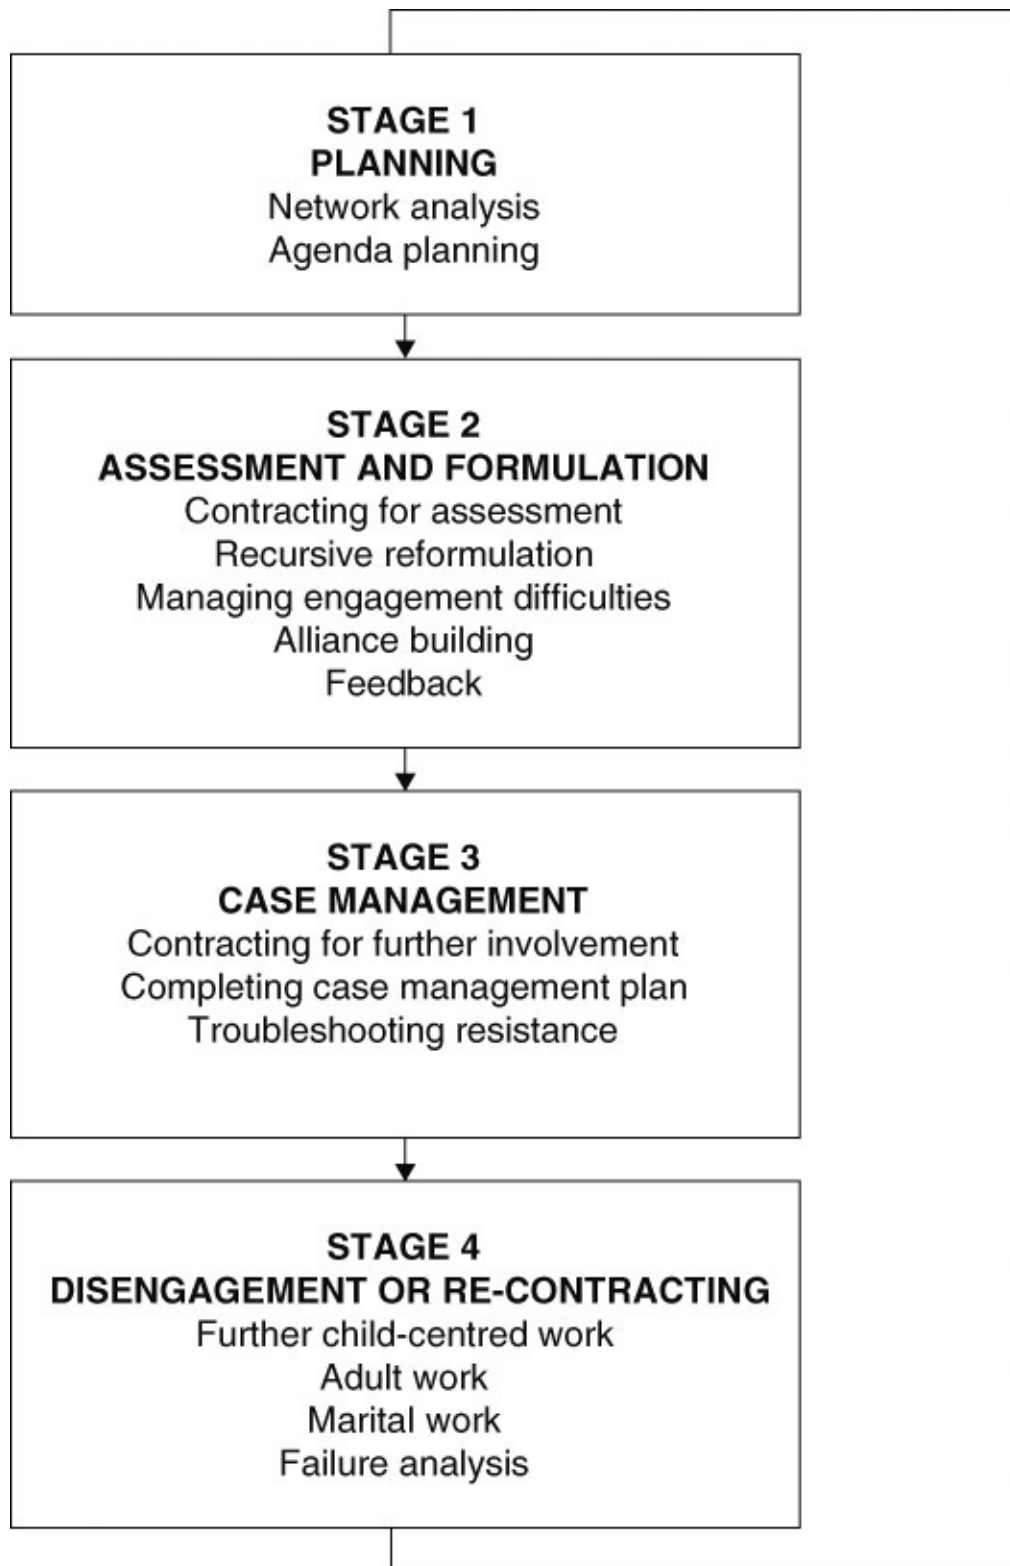 STAGE 1
PLANNING
Network analysis
Agenda planning
STAGE 2
ASSESSMENT AND FORMULATION
Contracting for assessment
Recursive reformulation
Managing engagement difficulties
Alliance building
Feedback
STAGE 3
CASE MANAGEMENT
Contracting for further involvement
Completing case management plan
Troubleshooting resistance
STAGE 4
DISENGAGEMENT OR RE-CONTRACTING
Further child-centred work
Adult work
Marital work
Failure analysis